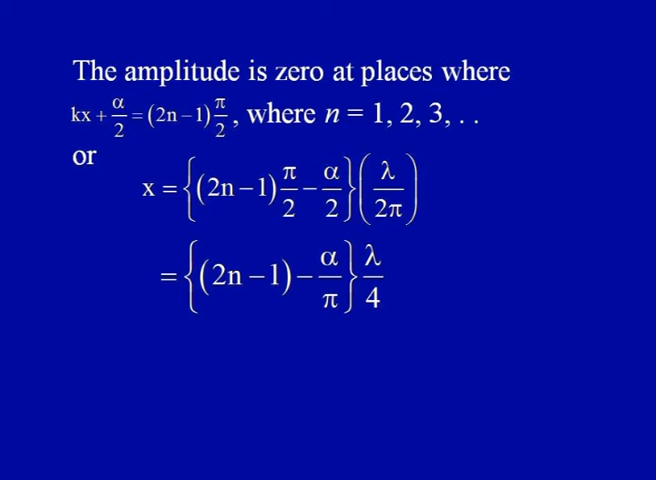 The amplitude is zero at places where
kx + α/2 = (2n − 1) π/2, where n = 1, 2, 3, . .
or
x = {(2n − 1) π/2 − α/2} (λ/2π)
= {(2n − 1) − α/π} λ/4